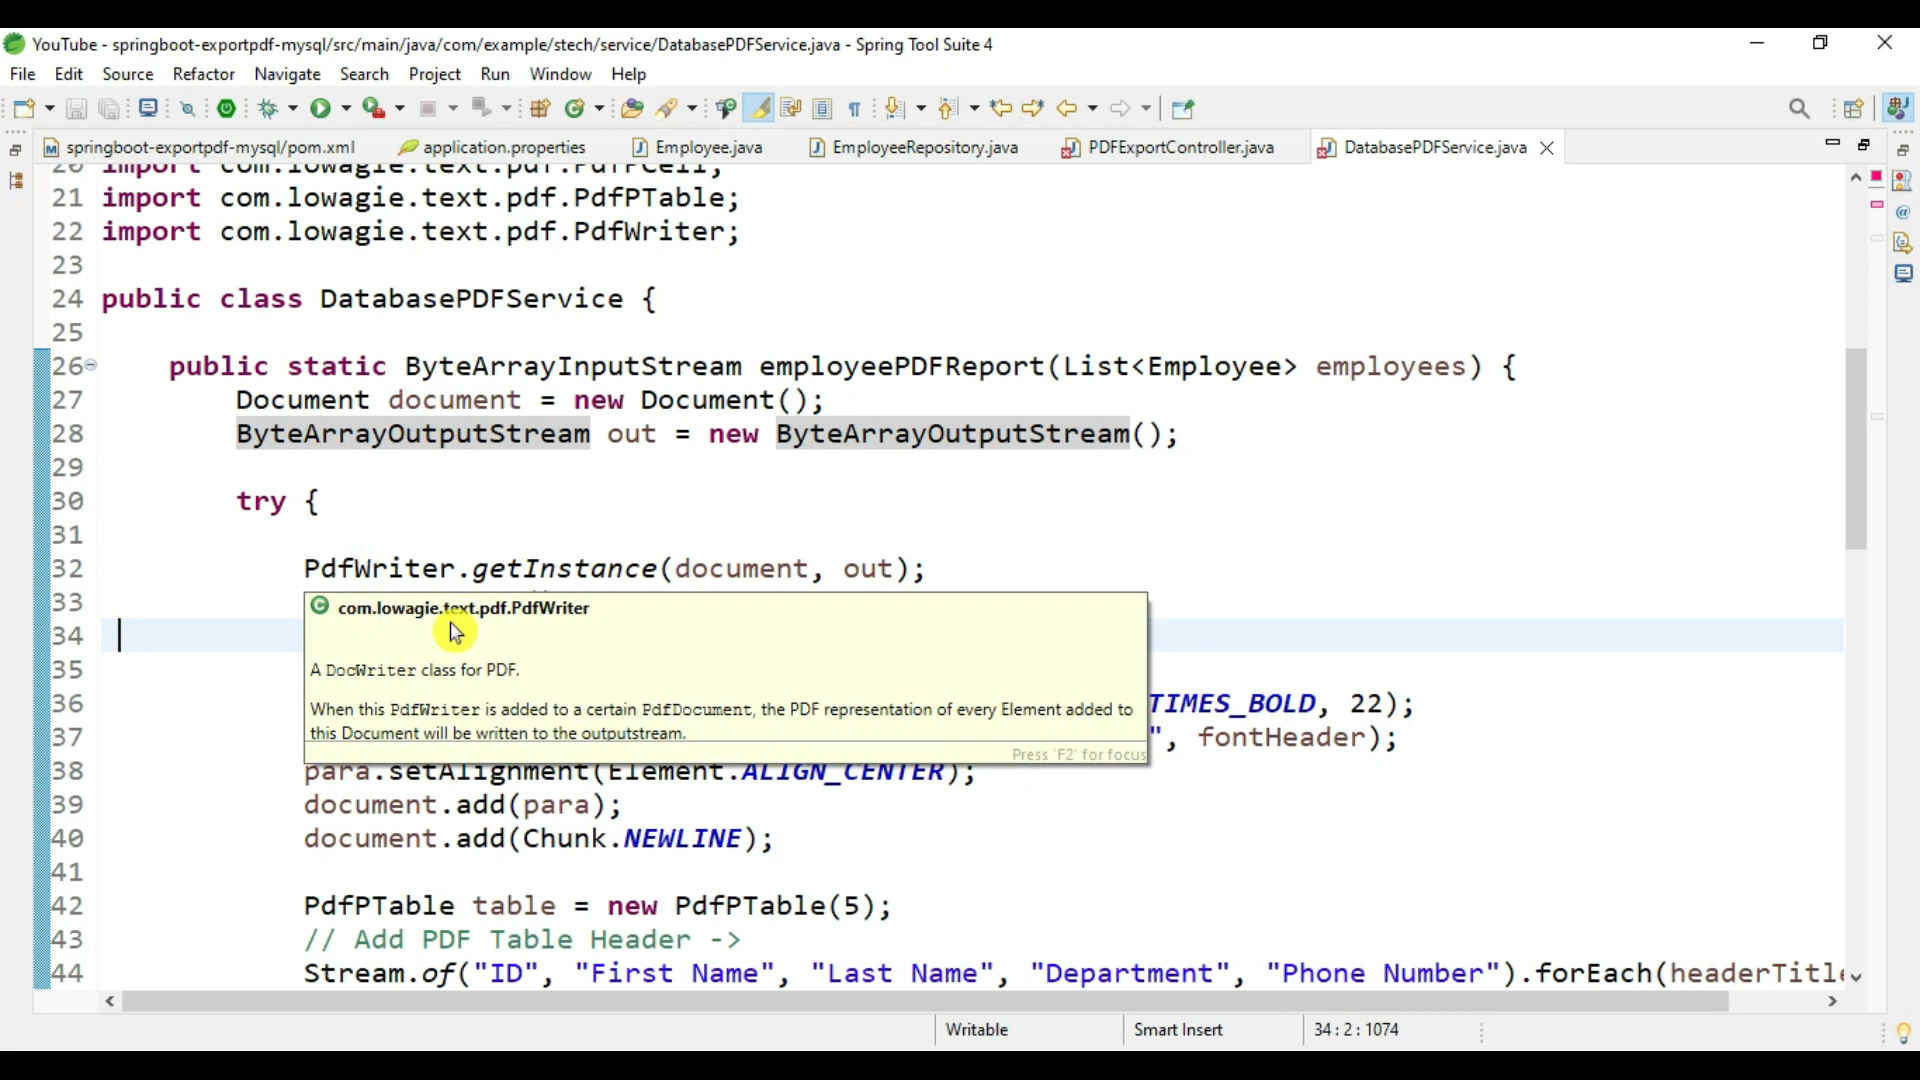 YouTube - springboot-exportpdf-mysql/src/main/java/com/example/stech/service/DatabasePDFService.java - Spring Tool Suite 4
File Edit Source Refactor Navigate Search Project Run Window Help
springboot-exportpdf-mysql/pom.xml application.properties Employee.java EmployeeRepository.java PDFExportController.java DatabasePDFService.java
20 import com.lowagie.text.pdf.PdfPCell;
21 import com.lowagie.text.pdf.PdfPTable;
22 import com.lowagie.text.pdf.PdfWriter;
23
24 public class DatabasePDFService {
25
26 public static ByteArrayInputStream employeePDFReport(List<Employee> employees) {
27 Document document = new Document();
28 ByteArrayOutputStream out = new ByteArrayOutputStream();
29
30 try {
31
32 PdfWriter.getInstance(document, out);
33
com.lowagie.text.pdf.PdfWriter
34
35
A DocWriter class for PDF.
36 TIMES_BOLD, 22);
When this PdfWriter is added to a certain PdfDocument, the PDF representation of every Element added to
this Document will be written to the outputstream.
37 ", fontHeader);
Press 'F2' for focus
38 para.setAlignment(Element.ALIGN_CENTER);
39 document.add(para);
40 document.add(Chunk.NEWLINE);
41
42 PdfPTable table = new PdfPTable(5);
43 // Add PDF Table Header ->
44 Stream.of("ID", "First Name", "Last Name", "Department", "Phone Number").forEach(headerTitle
Writable Smart Insert 34 : 2 : 1074